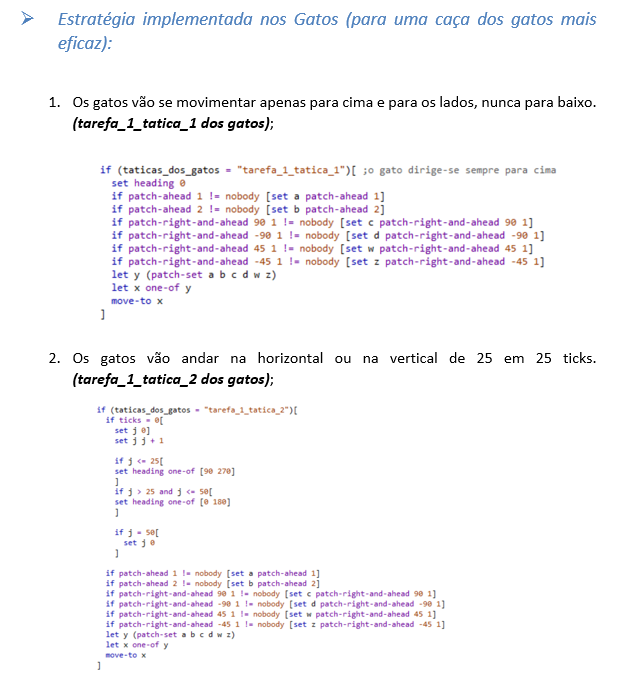 ➢ Estratégia implementada nos Gatos (para uma caça dos gatos mais
eficaz):
1. Os gatos vão se movimentar apenas para cima e para os lados, nunca para baixo.
(tarefa_1_tatica_1 dos gatos);
if (taticas_dos_gatos = "tarefa_1_tatica_1")[ ;o gato dirige-se sempre para cima
set heading 0
if patch-ahead 1 != nobody [set a patch-ahead 1]
if patch-ahead 2 != nobody [set b patch-ahead 2]
if patch-right-and-ahead 90 1 != nobody [set c patch-right-and-ahead 90 1]
if patch-right-and-ahead -90 1 != nobody [set d patch-right-and-ahead -90 1]
if patch-right-and-ahead 45 1 != nobody [set w patch-right-and-ahead 45 1]
if patch-right-and-ahead -45 1 != nobody [set z patch-right-and-ahead -45 1]
let y (patch-set a b c d w z)
let x one-of y
move-to x
]
2. Os gatos vão andar na horizontal ou na vertical de 25 em 25 ticks.
(tarefa_1_tatica_2 dos gatos);
if (taticas_dos_gatos = "tarefa_1_tatica_2")[
if ticks = 0[
set j 0]
set j j + 1
if j <= 25[
set heading one-of [90 270]
]
if j > 25 and j <= 50[
set heading one-of [0 180]
]
if j = 50[
set j 0
]
if patch-ahead 1 != nobody [set a patch-ahead 1]
if patch-ahead 2 != nobody [set b patch-ahead 2]
if patch-right-and-ahead 90 1 != nobody [set c patch-right-and-ahead 90 1]
if patch-right-and-ahead -90 1 != nobody [set d patch-right-and-ahead -90 1]
if patch-right-and-ahead 45 1 != nobody [set w patch-right-and-ahead 45 1]
if patch-right-and-ahead -45 1 != nobody [set z patch-right-and-ahead -45 1]
let y (patch-set a b c d w z)
let x one-of y
move-to x
]